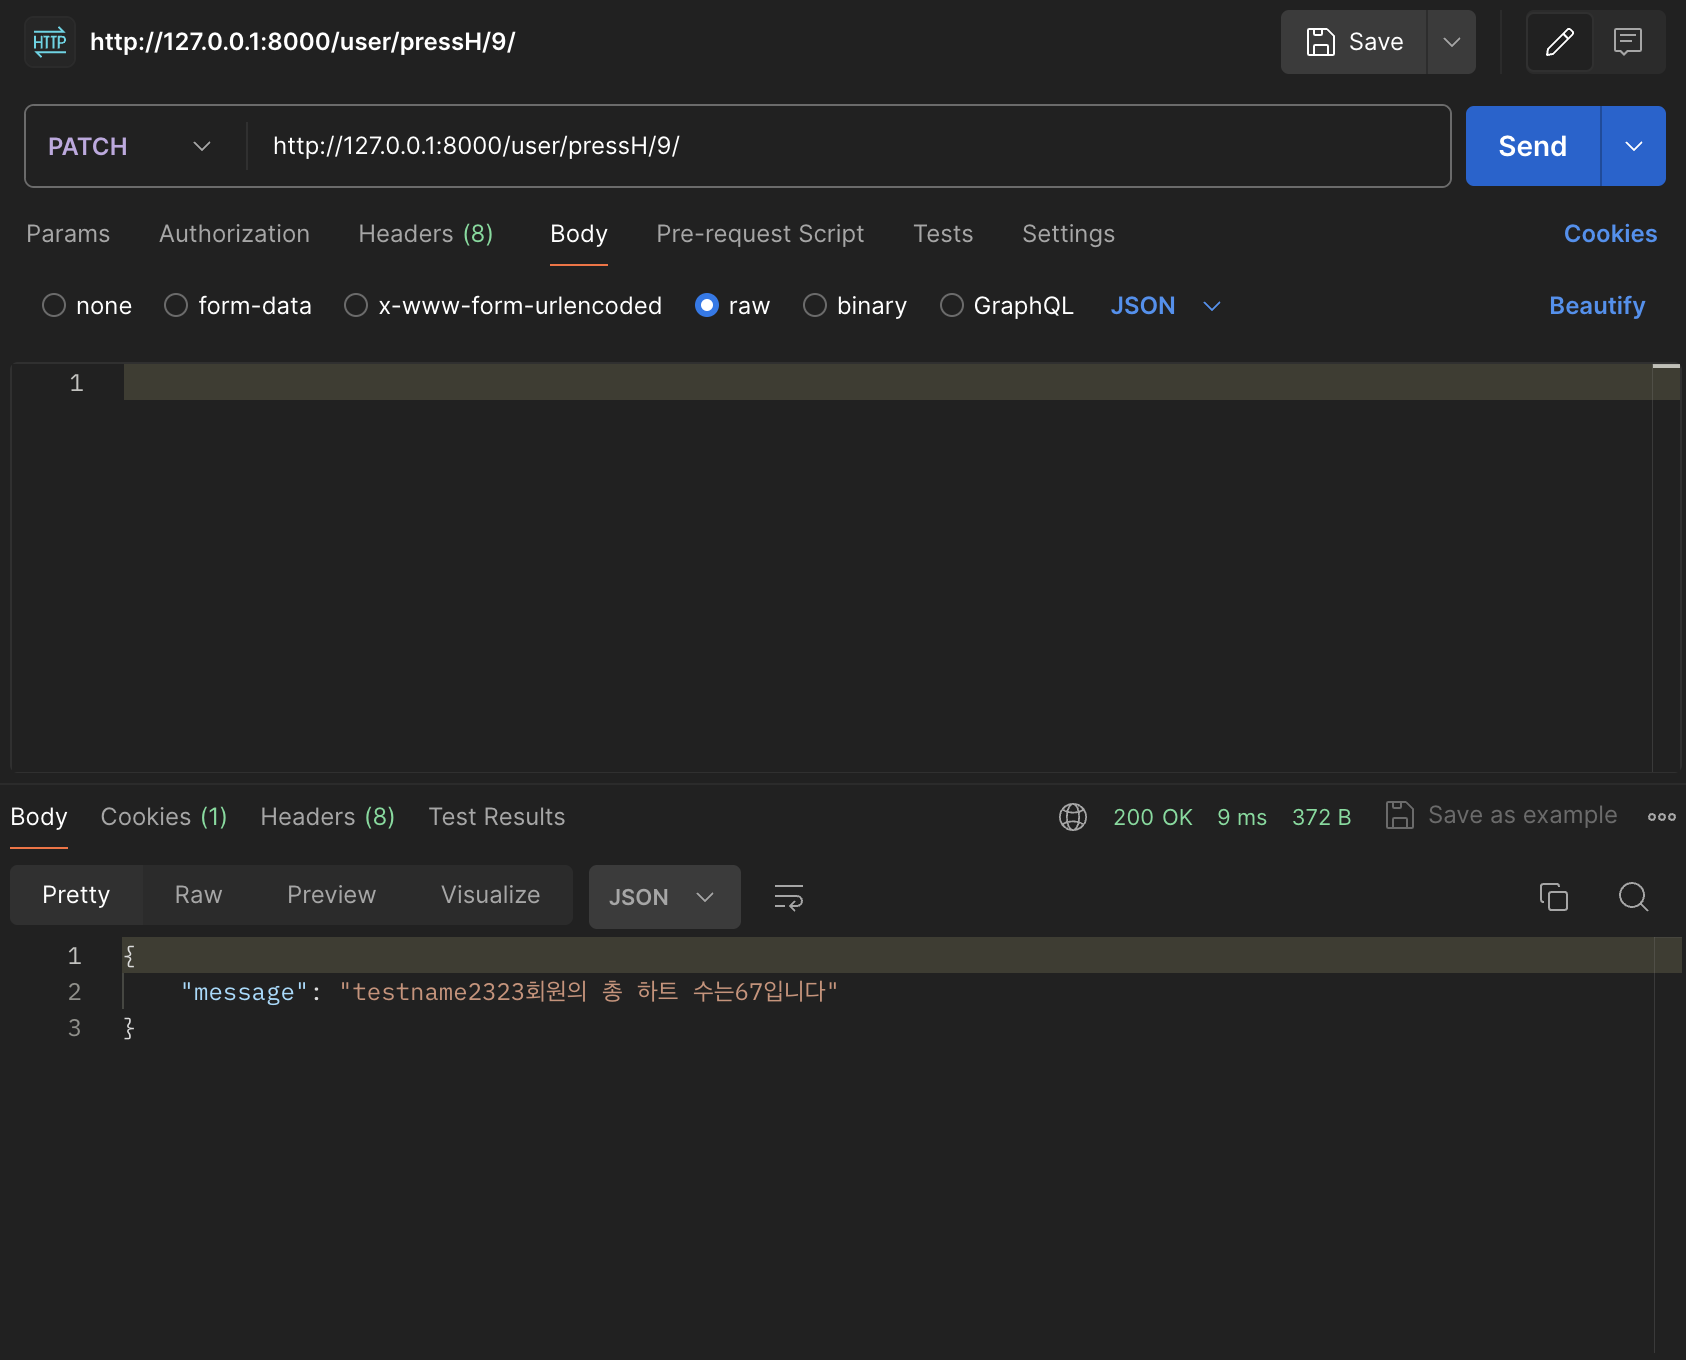 HTTP http://127.0.0.1:8000/user/pressH/9/ Save
PATCH http://127.0.0.1:8000/user/pressH/9/ Send
Params Authorization Headers (8) Body Pre-request Script Tests Settings Cookies
none form-data x-www-form-urlencoded raw binary GraphQL JSON Beautify
1
Body Cookies (1) Headers (8) Test Results 200 OK 9 ms 372 B Save as example
Pretty Raw Preview Visualize JSON
1 {
2 "message": "testname2323회원의 총 하트 수는67입니다"
3 }